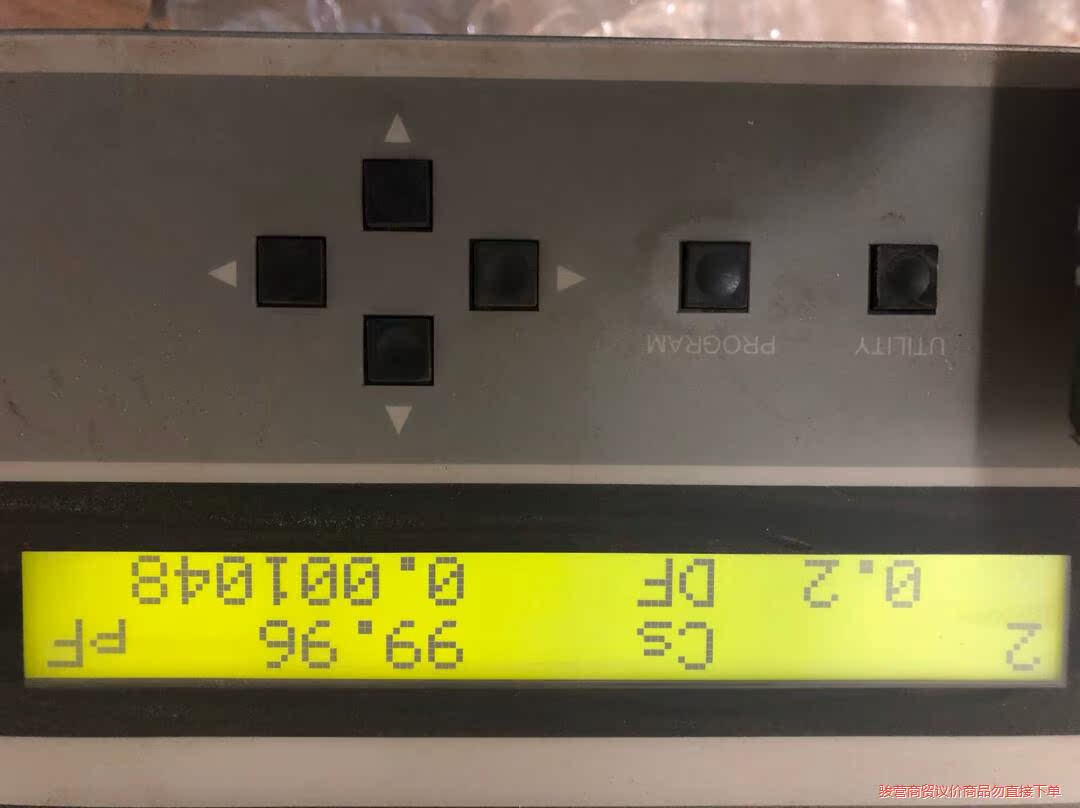 2 Cs 99.96 pF
0.2 DF 0.001048
UTILITY PROGRAM
骏营商贸议价商品勿直接下单